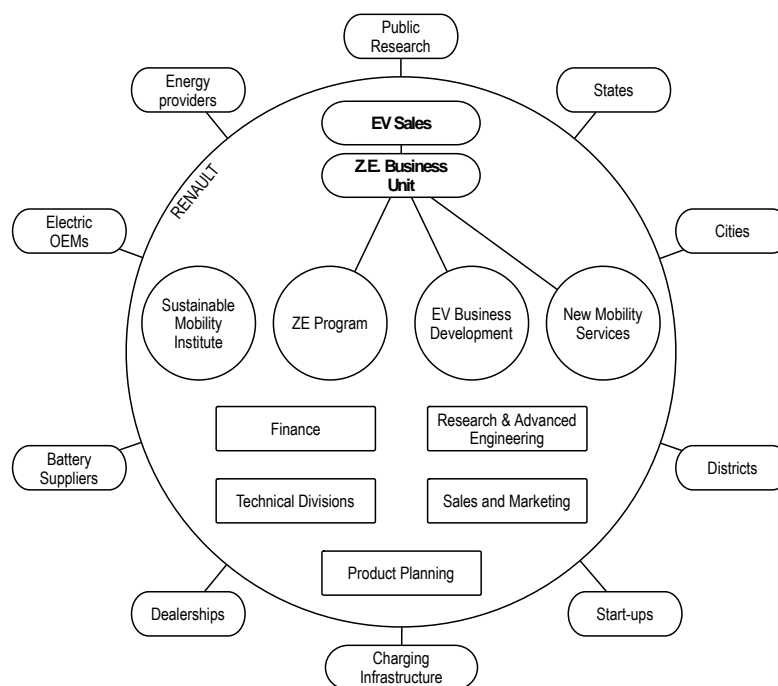 Public
Research
Energy
providers
States
EV Sales
Z.E. Business
Unit
RENAULT
Electric
OEMs
Cities
Sustainable
Mobility
Institute
ZE Program
EV Business
Development
New Mobility
Services
Finance
Research & Advanced
Engineering
Battery
Suppliers
Districts
Technical Divisions
Sales and Marketing
Product Planning
Dealerships
Start-ups
Charging
Infrastructure